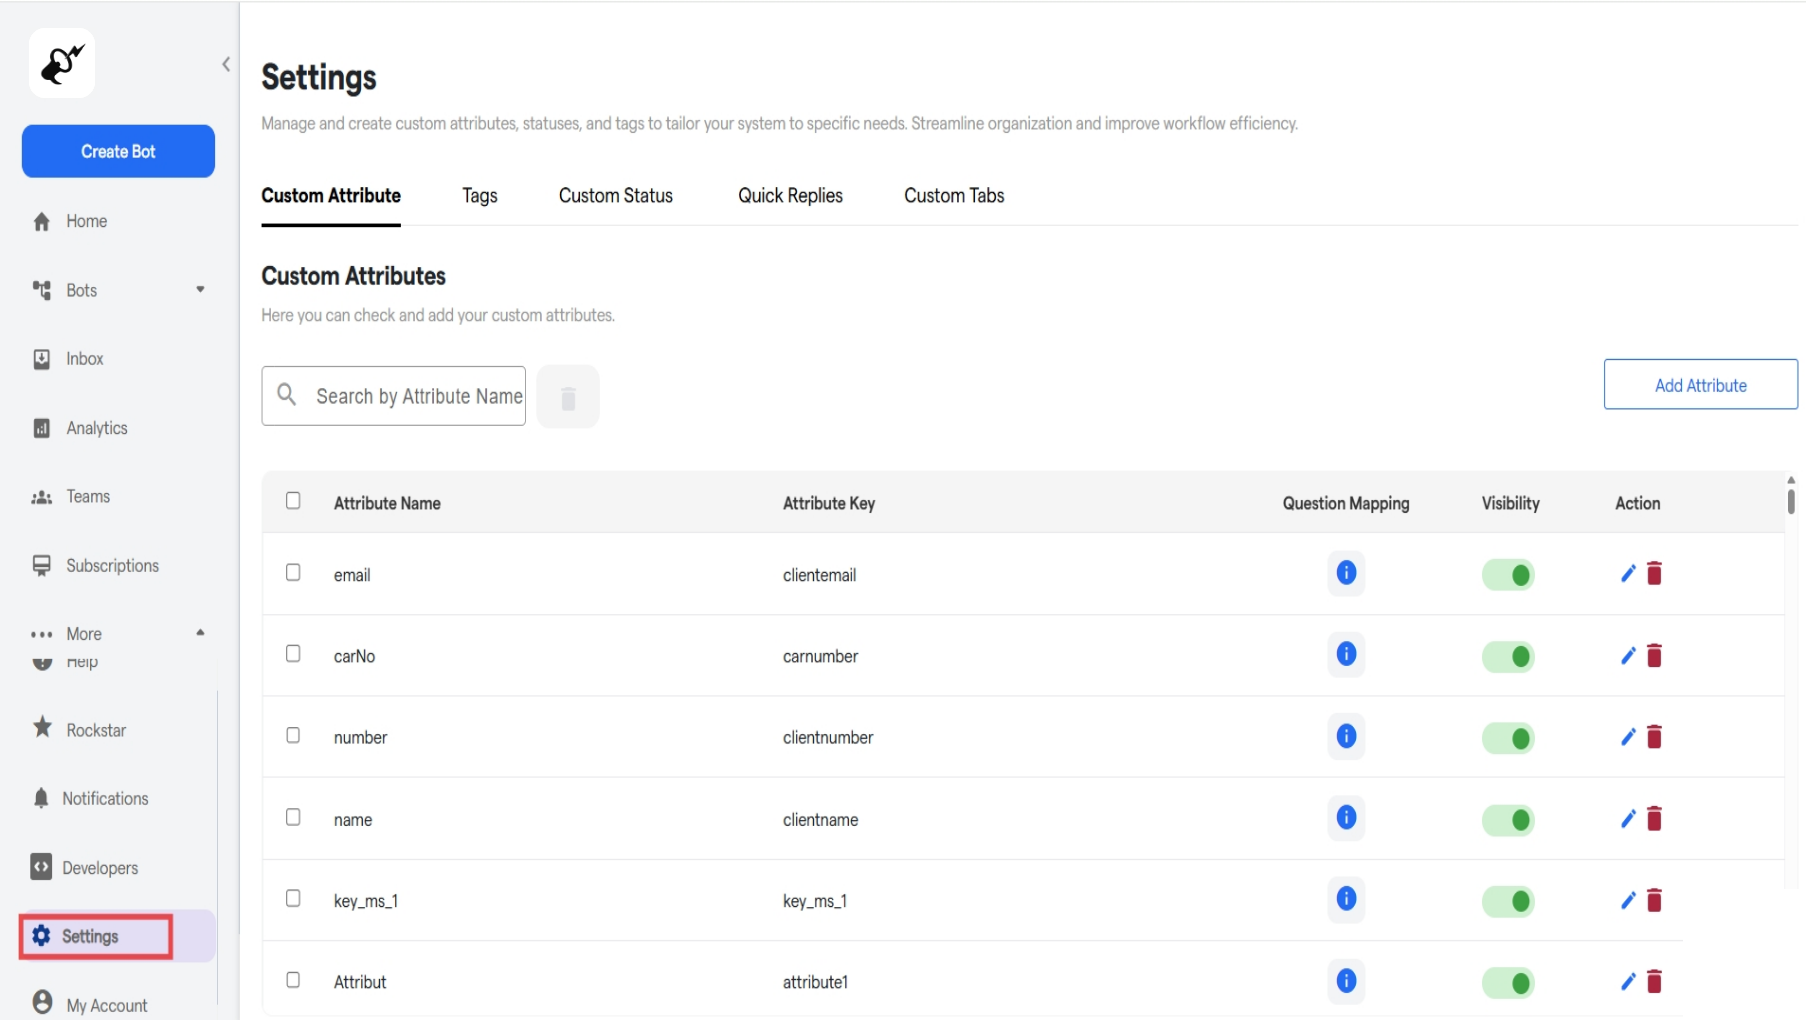 Create Bot
Home
Bots
Inbox
Analytics
Teams
Subscriptions
More
Help
Rockstar
Notifications
Developers
Settings
My Account
Settings
Manage and create custom attributes, statuses, and tags to tailor your system to specific needs. Streamline organization and improve workflow efficiency.
Custom Attribute Tags Custom Status Quick Replies Custom Tabs
Custom Attributes
Here you can check and add your custom attributes.
Search by Attribute Name
Add Attribute
Attribute Name Attribute Key Question Mapping Visibility Action
email clientemail
carNo carnumber
number clientnumber
name clientname
key_ms_1 key_ms_1
Attribut attribute1